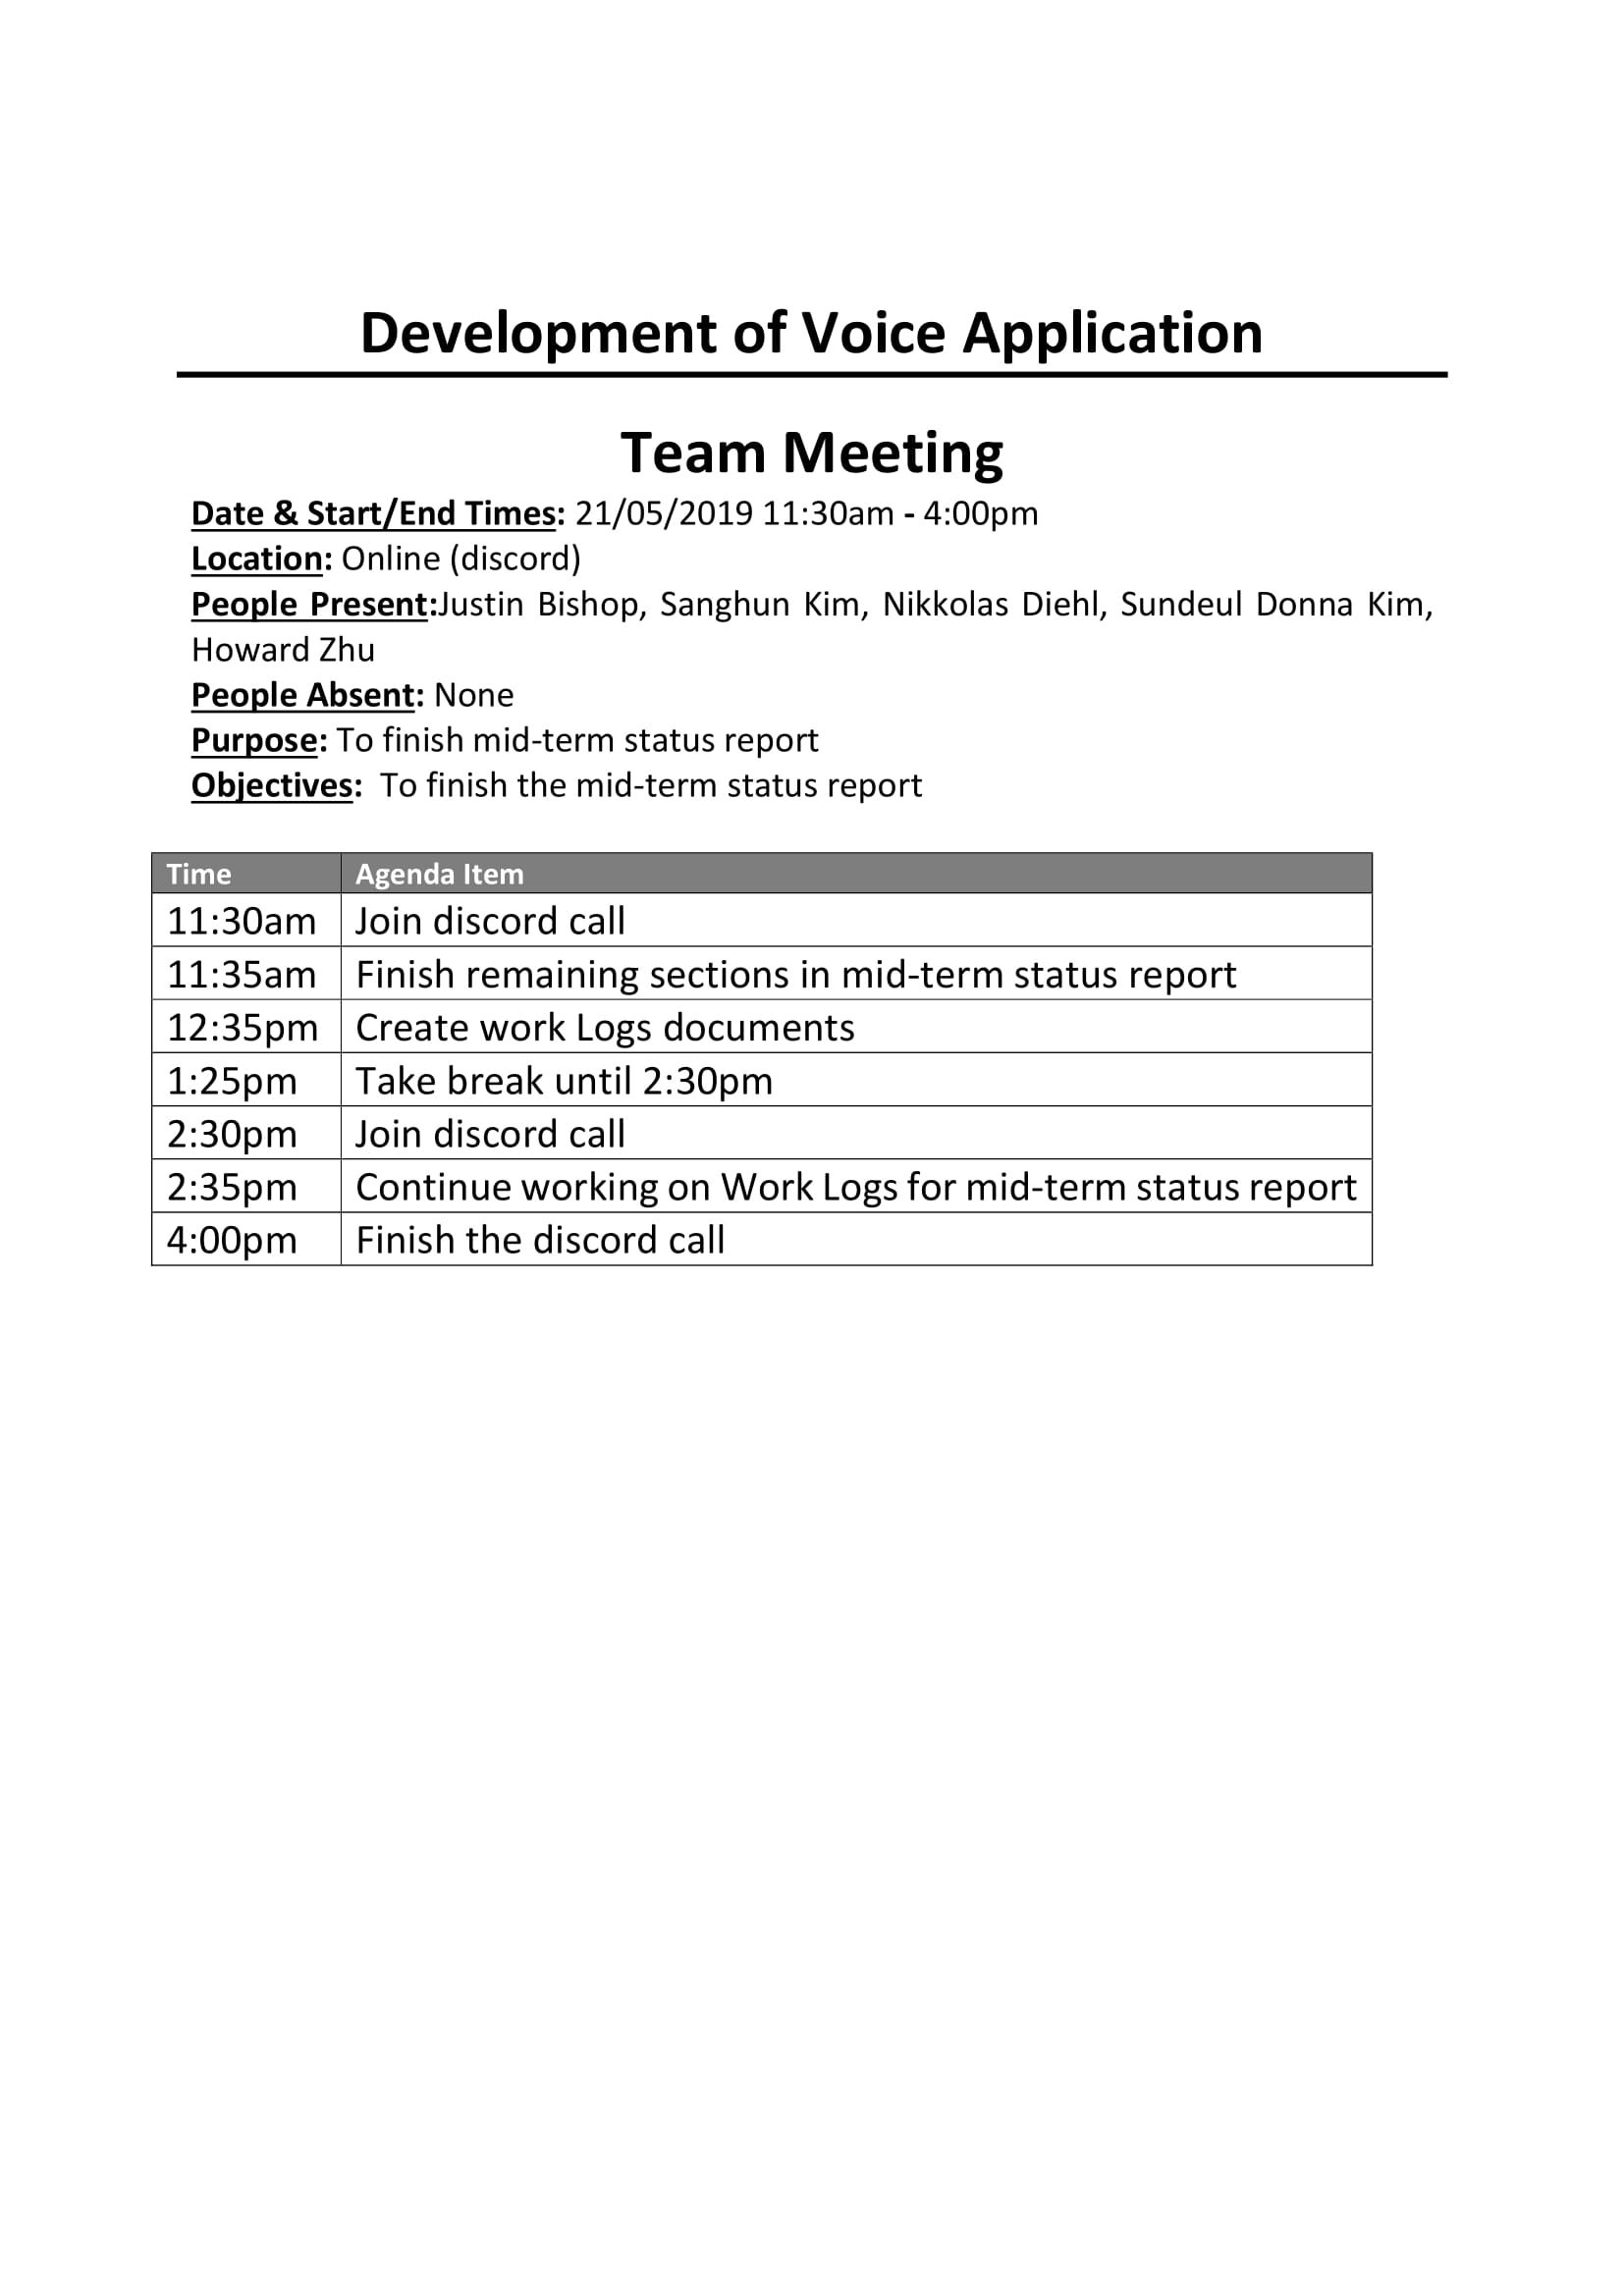 Development of Voice Application
Team Meeting
Date & Start/End Times: 21/05/2019 11:30am - 4:00pm
Location: Online (discord)
People Present:Justin Bishop, Sanghun Kim, Nikkolas Diehl, Sundeul Donna Kim,
Howard Zhu
People Absent: None
Purpose: To finish mid-term status report
Objectives: To finish the mid-term status report
Time Agenda Item
11:30am Join discord call
11:35am Finish remaining sections in mid-term status report
12:35pm Create work Logs documents
1:25pm Take break until 2:30pm
2:30pm Join discord call
2:35pm Continue working on Work Logs for mid-term status report
4:00pm Finish the discord call